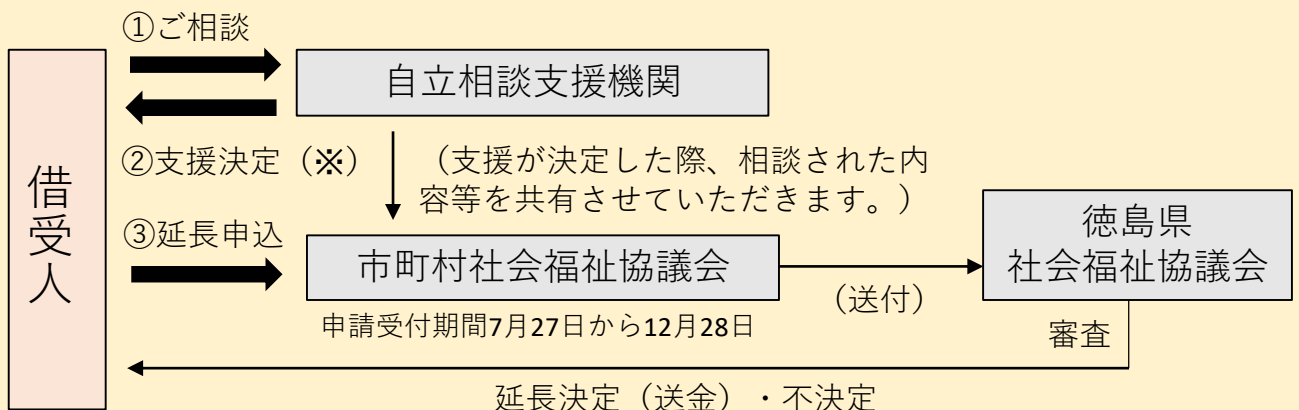 ①ご相談
借受人
自立相談支援機関
②支援決定（※）
（支援が決定した際、相談された内
容等を共有させていただきます。）
③延長申込
市町村社会福祉協議会
申請受付期間7月27日から12月28日
（送付）
徳島県
社会福祉協議会
審査
延長決定（送金）・不決定